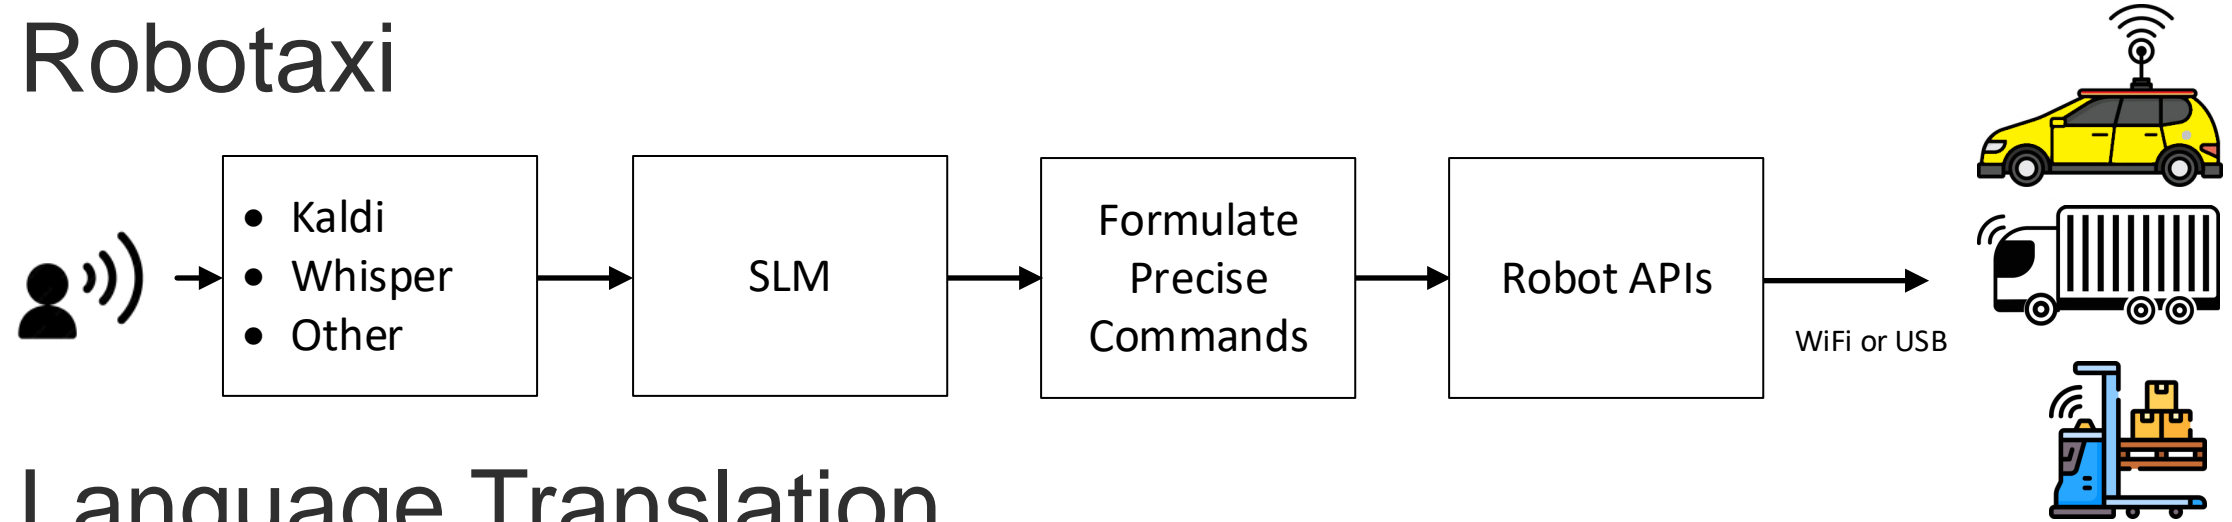 Robotaxi
• Kaldi
• Whisper
• Other
SLM
Formulate
Precise
Commands
Robot APIs
WiFi or USB
Language Translation